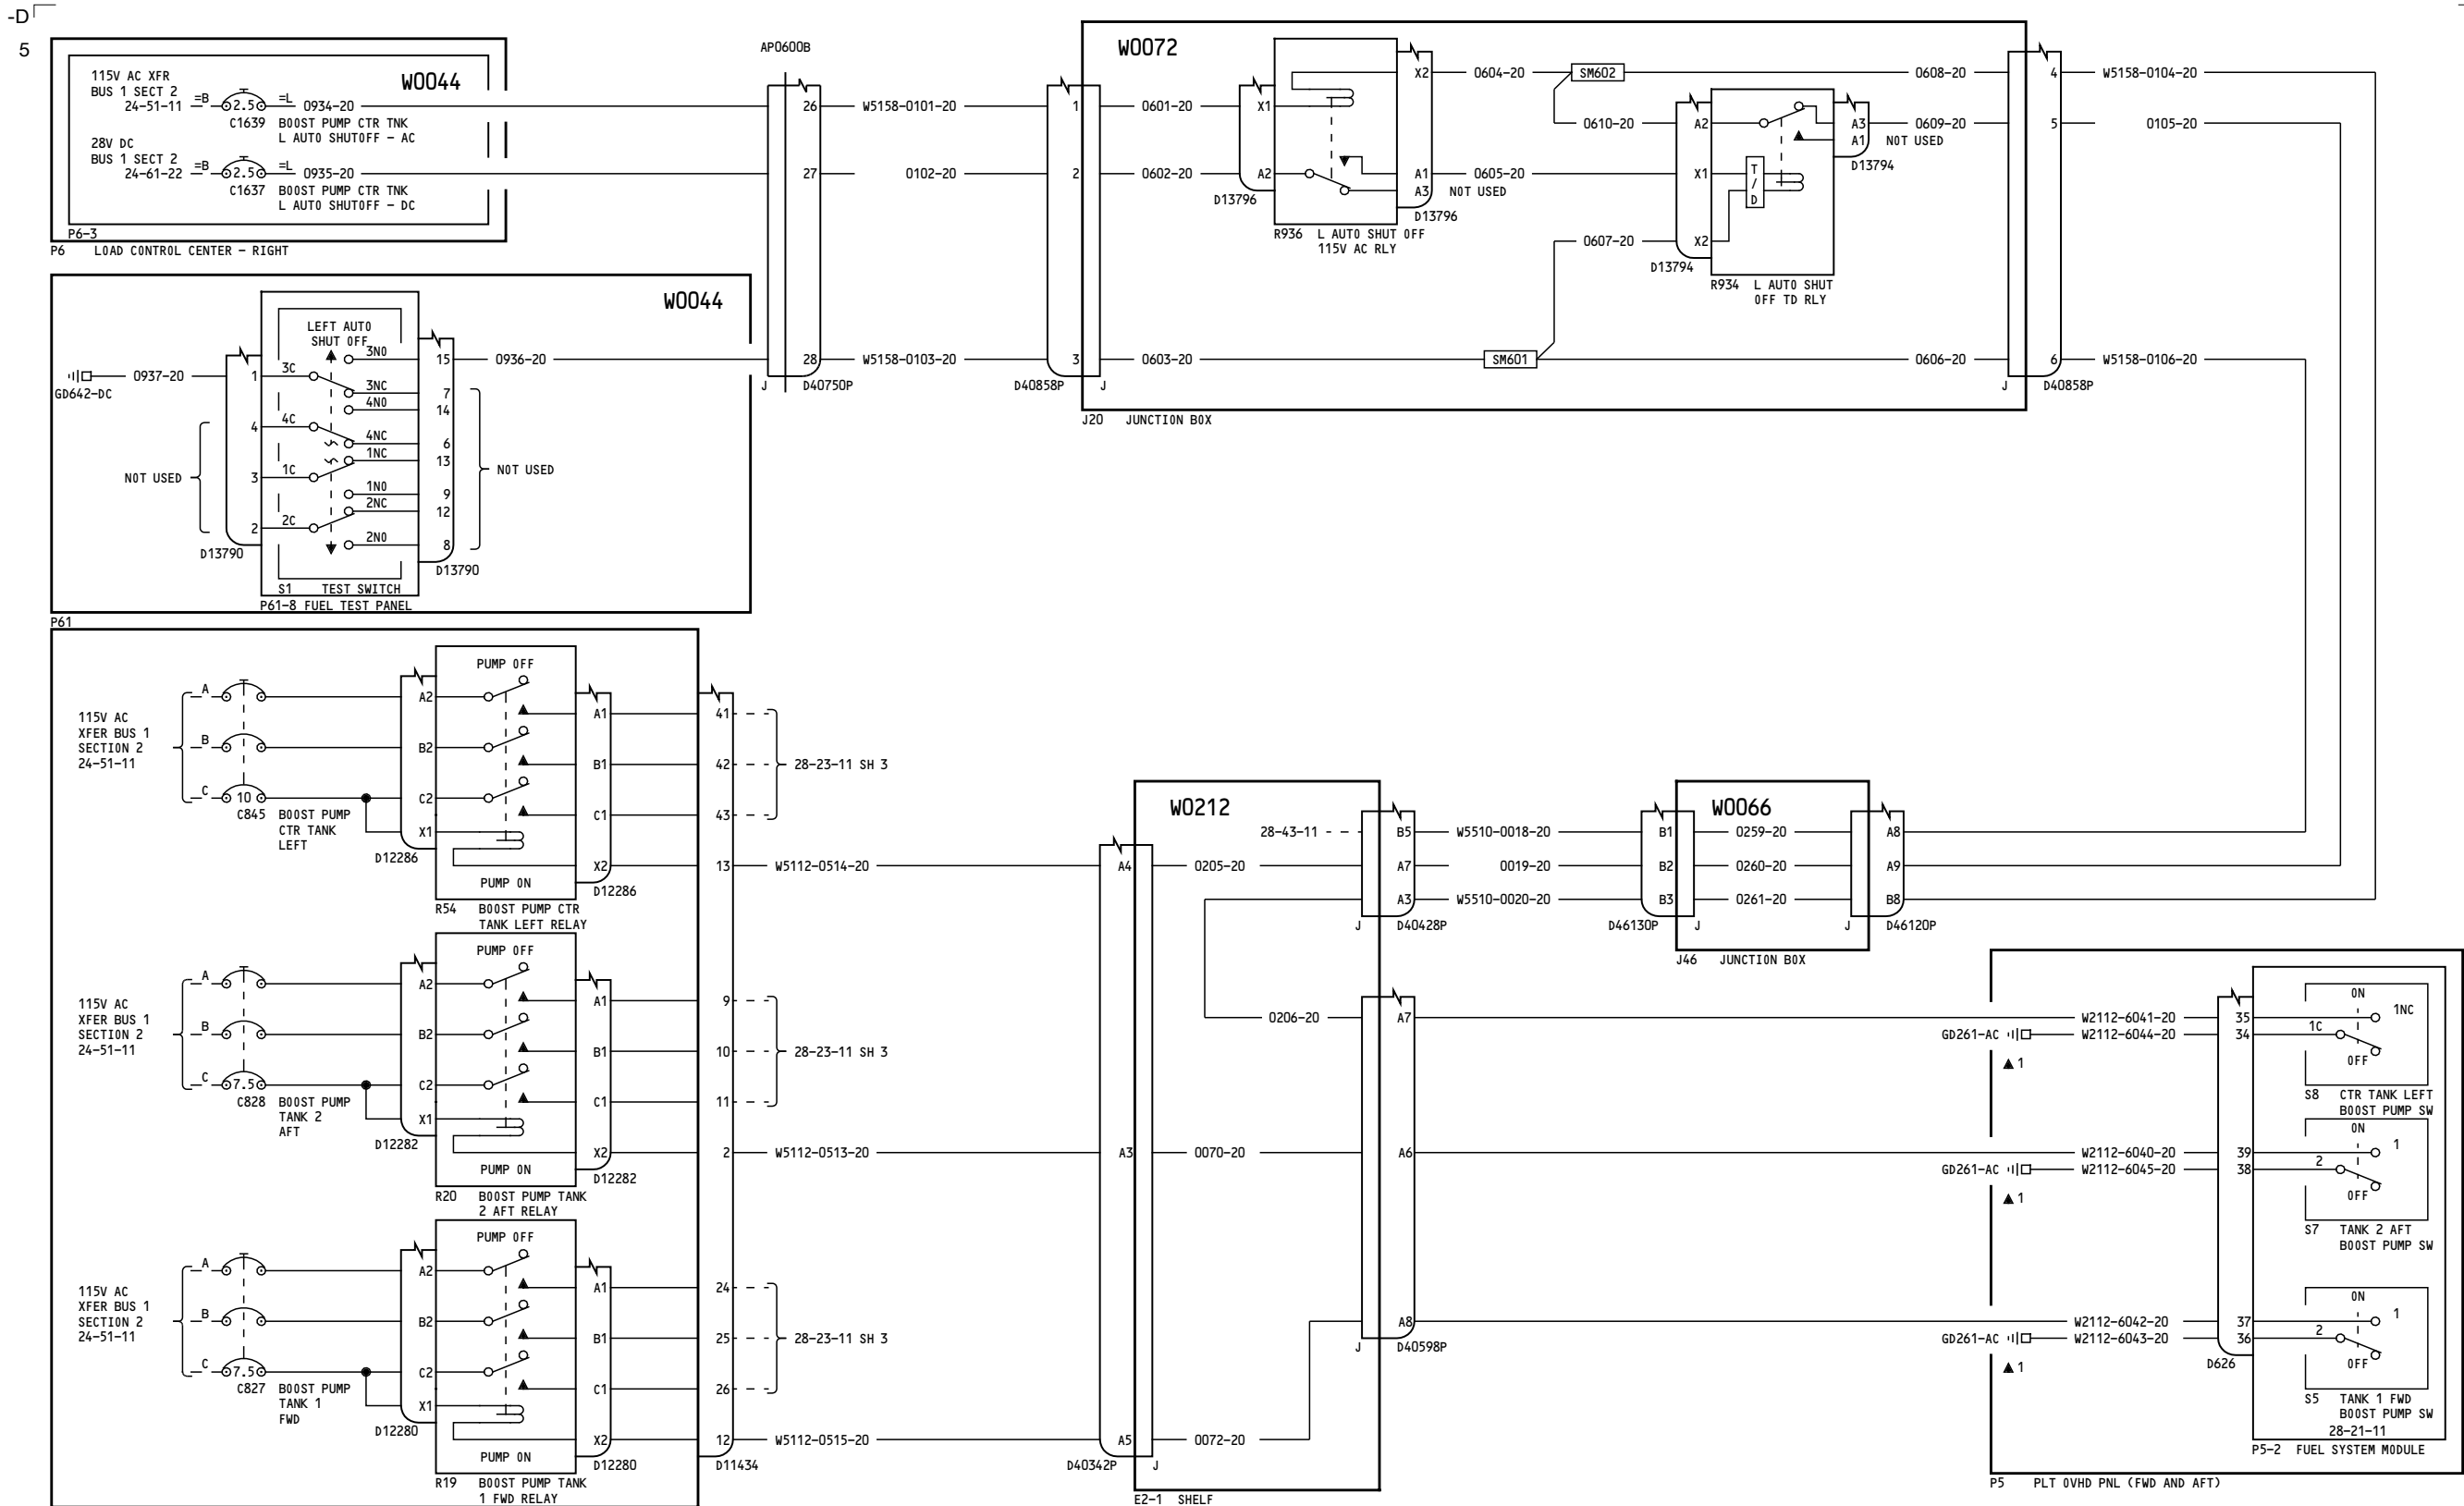 -D
5
115V AC XFR
BUS 1 SECT 2
24-51-11
=B
2.5
=L
0934-20
C1639
BOOST PUMP CTR TNK
L AUTO SHUTOFF - AC
28V DC
BUS 1 SECT 2
24-61-22
=B
2.5
=L
0935-20
C1637
BOOST PUMP CTR TNK
L AUTO SHUTOFF - DC
W0044
P6-3
P6 LOAD CONTROL CENTER - RIGHT
AP0600B
26 W5158-0101-20 1
27 0102-20 2
28 W5158-0103-20 3
J D40750P
D40858P J
W0072
0601-20 X1
0602-20 A2
D13796
X2 0604-20 SM602 0608-20 4 W5158-0104-20
A1 0605-20 X1
A3 NOT USED
D13796
R936 L AUTO SHUT OFF
115V AC RLY
0610-20 A2
0607-20 X2
D13794
T
/
D
A3 0609-20 5 0105-20
A1 NOT USED
D13794
R934 L AUTO SHUT
OFF TD RLY
0603-20 SM601 0606-20 6 W5158-0106-20
J D40858P
J20 JUNCTION BOX
W0044
LEFT AUTO
SHUT OFF
GD642-DC
0937-20 1 3C
3NO 15 0936-20
3NC 7
4NO 14
4 4C
4NC 6
1NC 13
NOT USED
3 1C
1NO 9
2NC 12
2 2C
2NO 8
NOT USED
D13790
D13790
S1 TEST SWITCH
P61-8 FUEL TEST PANEL
P61
115V AC
XFER BUS 1
SECTION 2
24-51-11
A
B
C
10
C845 BOOST PUMP
CTR TANK
LEFT
A2
B2
C2
X1
D12286
PUMP OFF
PUMP ON
A1 41
B1 42
C1 43
28-23-11 SH 3
X2 13 W5112-0514-20 A4
D12286
R54 BOOST PUMP CTR
TANK LEFT RELAY
115V AC
XFER BUS 1
SECTION 2
24-51-11
A
B
C
7.5
C828 BOOST PUMP
TANK 2
AFT
A2
B2
C2
X1
D12282
PUMP OFF
PUMP ON
A1 9
B1 10
C1 11
28-23-11 SH 3
X2 2 W5112-0513-20 A3
D12282
R20 BOOST PUMP TANK
2 AFT RELAY
115V AC
XFER BUS 1
SECTION 2
24-51-11
A
B
C
7.5
C827 BOOST PUMP
TANK 1
FWD
A2
B2
C2
X1
D12280
PUMP OFF
PUMP ON
A1 24
B1 25
C1 26
28-23-11 SH 3
X2 12 W5112-0515-20 A5
D12280
D11434
R19 BOOST PUMP TANK
1 FWD RELAY
D40342P J
W0212
28-43-11 B5 W5510-0018-20 B1
0205-20 A7 0019-20 B2
A3 W5510-0020-20 B3
J D40428P
D46130P J
W0066
0259-20 A8
0260-20 A9
0261-20 B8
J D46120P
J46 JUNCTION BOX
0206-20 A7
0070-20 A6
0072-20 A8
J D40598P
E2-1 SHELF
W2112-6041-20 35
GD261-AC W2112-6044-20 34
1
ON
1NC
1C
OFF
S8 CTR TANK LEFT
BOOST PUMP SW
W2112-6040-20 39
GD261-AC W2112-6045-20 38
1
ON
1
2
OFF
S7 TANK 2 AFT
BOOST PUMP SW
W2112-6042-20 37
GD261-AC W2112-6043-20 36
1
D626
ON
1
2
OFF
S5 TANK 1 FWD
BOOST PUMP SW
28-21-11
P5-2 FUEL SYSTEM MODULE
P5 PLT OVHD PNL (FWD AND AFT)